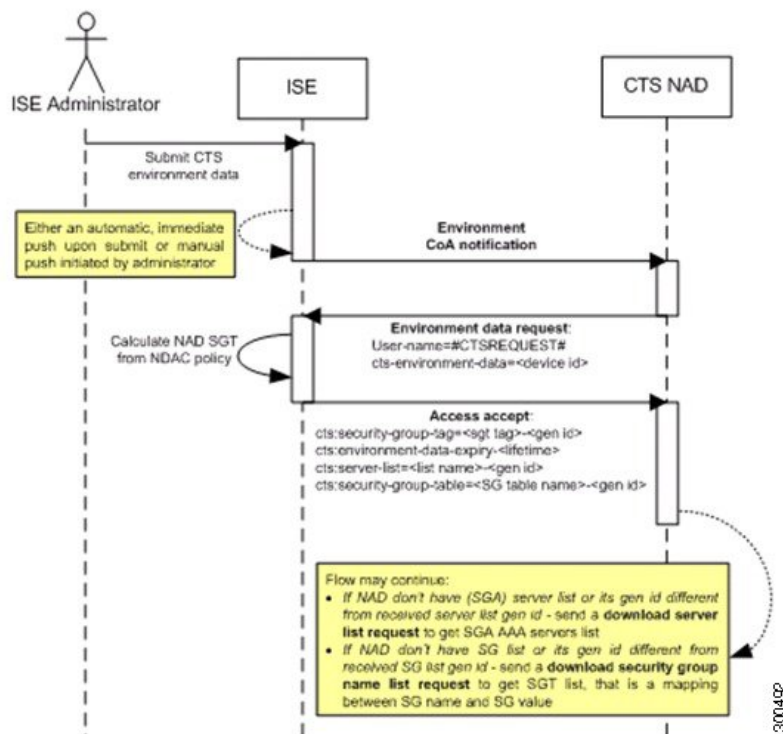 ISE
CTS NAD
ISE Administrator
Submit CTS
environment data
Either an automatic, immediate
push upon submit or manual
push initiated by administrator
Environment
CoA notification
Calculate NAD SGT
from NDAC policy
Environment data request:
User-name=#CTSREQUEST#
cts-environment-data=<device id>
Access accept:
cts:security-group-tag=<sgt tag>-<gen id>
cts:environment-data-expiry-<lifetime>
cts:server-list=<list name>-<gen id>
cts:security-group-table=<SG table name>-<gen id>
Flow may continue:
• If NAD don't have (SGA) server list or its gen id different
from received server list gen id - send a download server
list request to get SGA AAA servers list
• If NAD don't have SG list or its gen id different from
received SG list gen id - send a download security group
name list request to get SGT list, that is a mapping
between SG name and SG value
300492